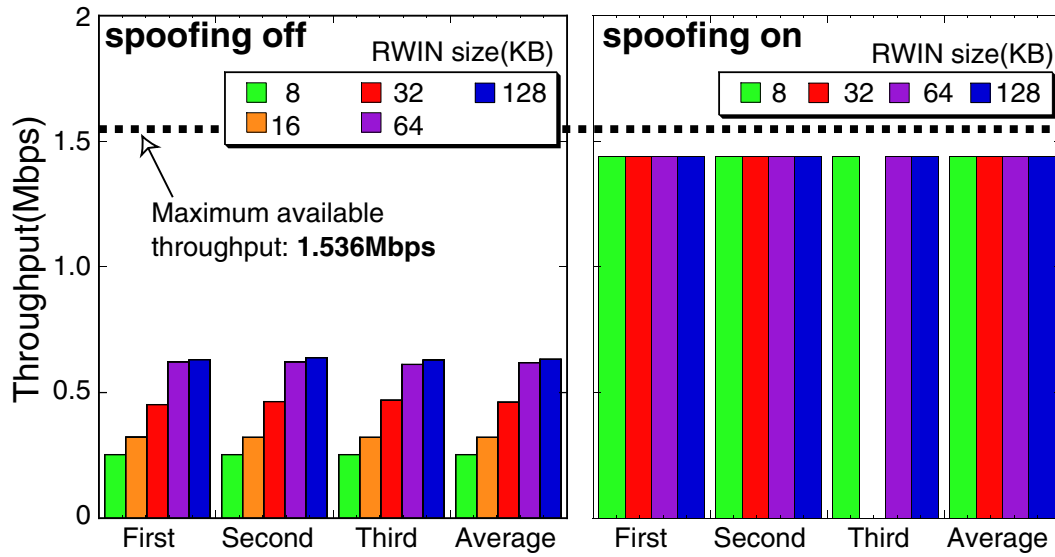 spoofing off
RWIN size(KB)
8 32 128
16 64
Maximum available
throughput: 1.536Mbps
spoofing on
RWIN size(KB)
8 32 64 128
Throughput(Mbps)
2
1.5
1.0
0.5
0
First Second Third Average
First Second Third Average